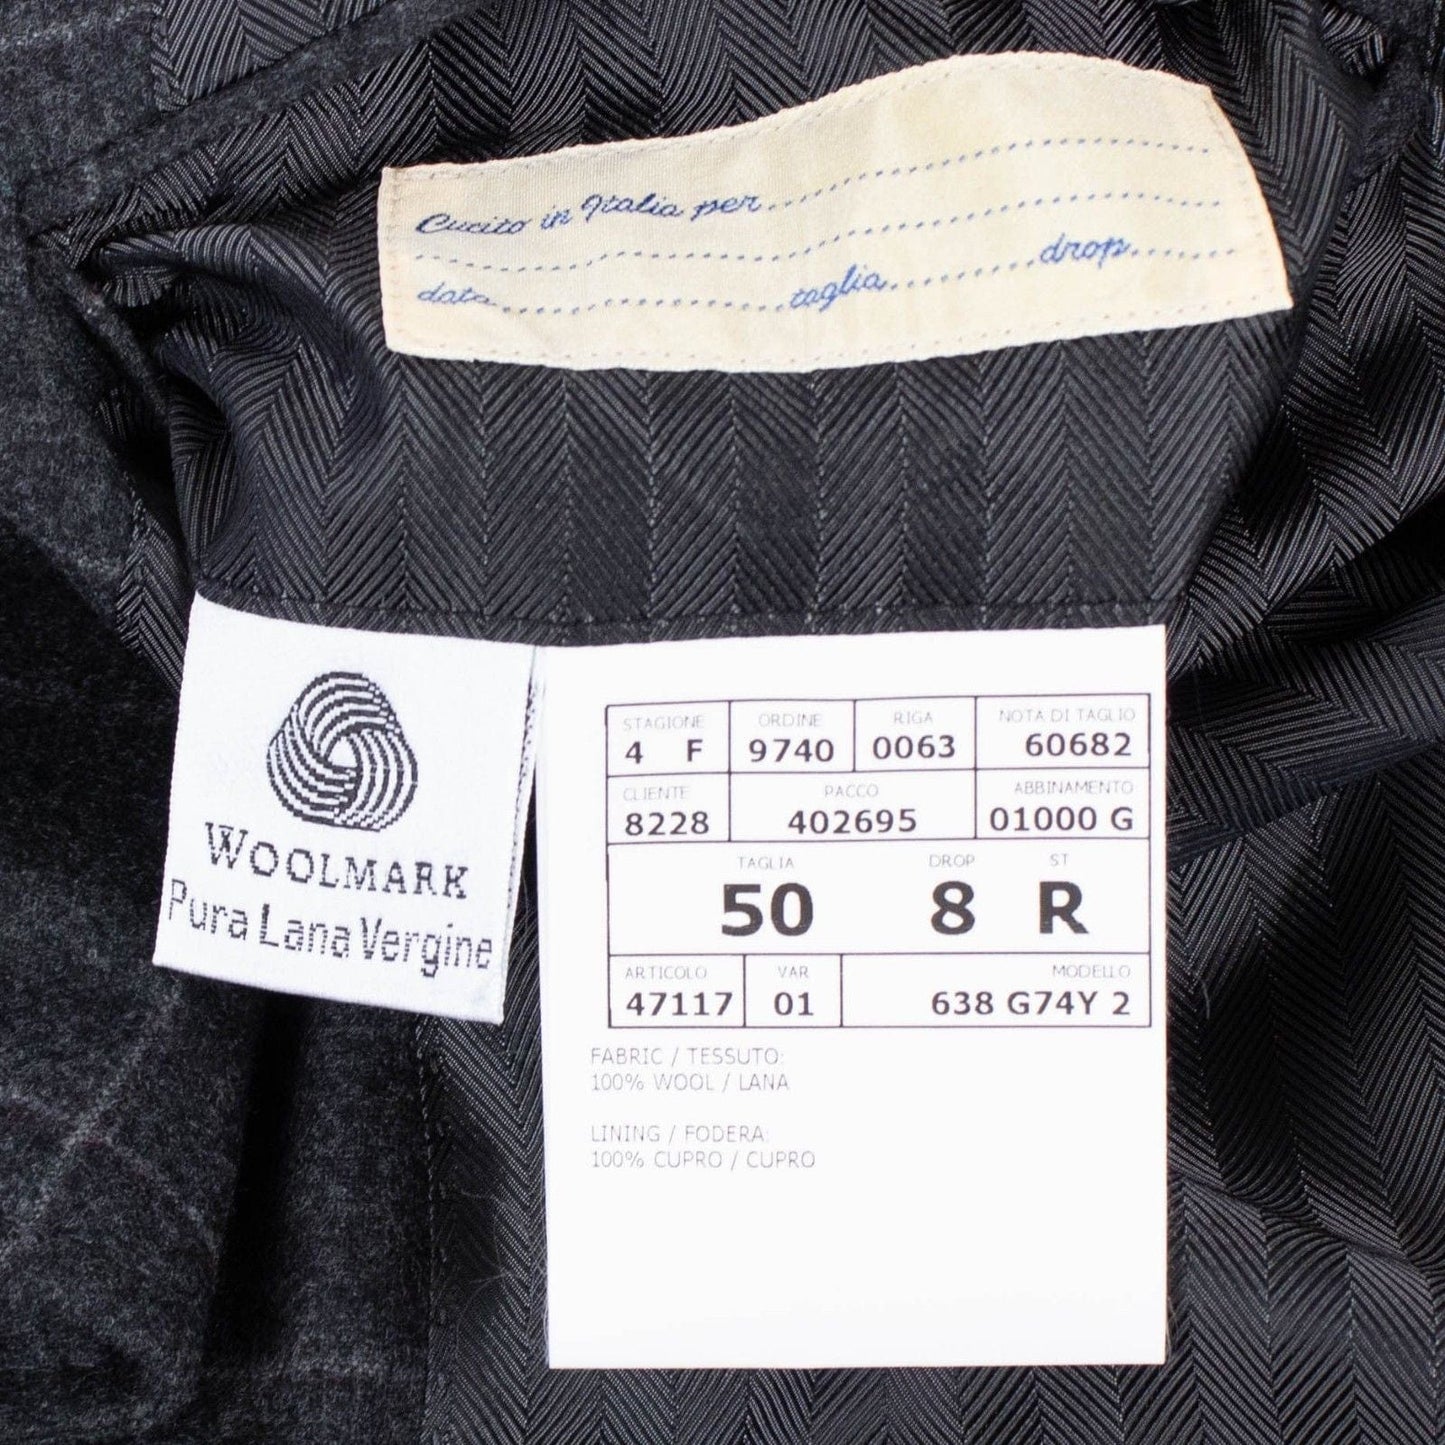 Cucito in Italia per
data taglia drop
WOOLMARK
Pura Lana Vergine
STAGIONE ORDINE RIGA NOTA DI TAGLIO
4 F 9740 0063 60682
CLIENTE PACCO ABBINAMENTO
8228 402695 01000 G
TAGLIA DROP ST
50 8 R
ARTICOLO VAR MODELLO
47117 01 638 G74Y 2
FABRIC / TESSUTO:
100% WOOL / LANA
LINING / FODERA:
100% CUPRO / CUPRO